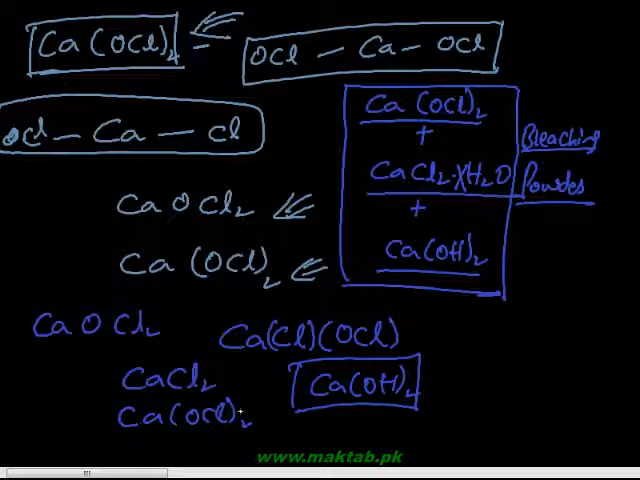 Ca(OCl)₂
OCl – Ca – OCl
OCl – Ca – Cl
Ca(OCl)₂
+
CaCl₂·XH₂O
+
Ca(OH)₂
Bleaching
Powder
CaOCl₂
Ca(OCl)₂
CaOCl₂
Ca(Cl)(OCl)
CaCl₂
Ca(OH)₂
Ca(OCl)₂
www.maktab.pk